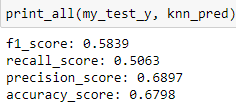 print_all(my_test_y, knn_pred)
f1_score: 0.5839
recall_score: 0.5063
precision_score: 0.6897
accuracy_score: 0.6798